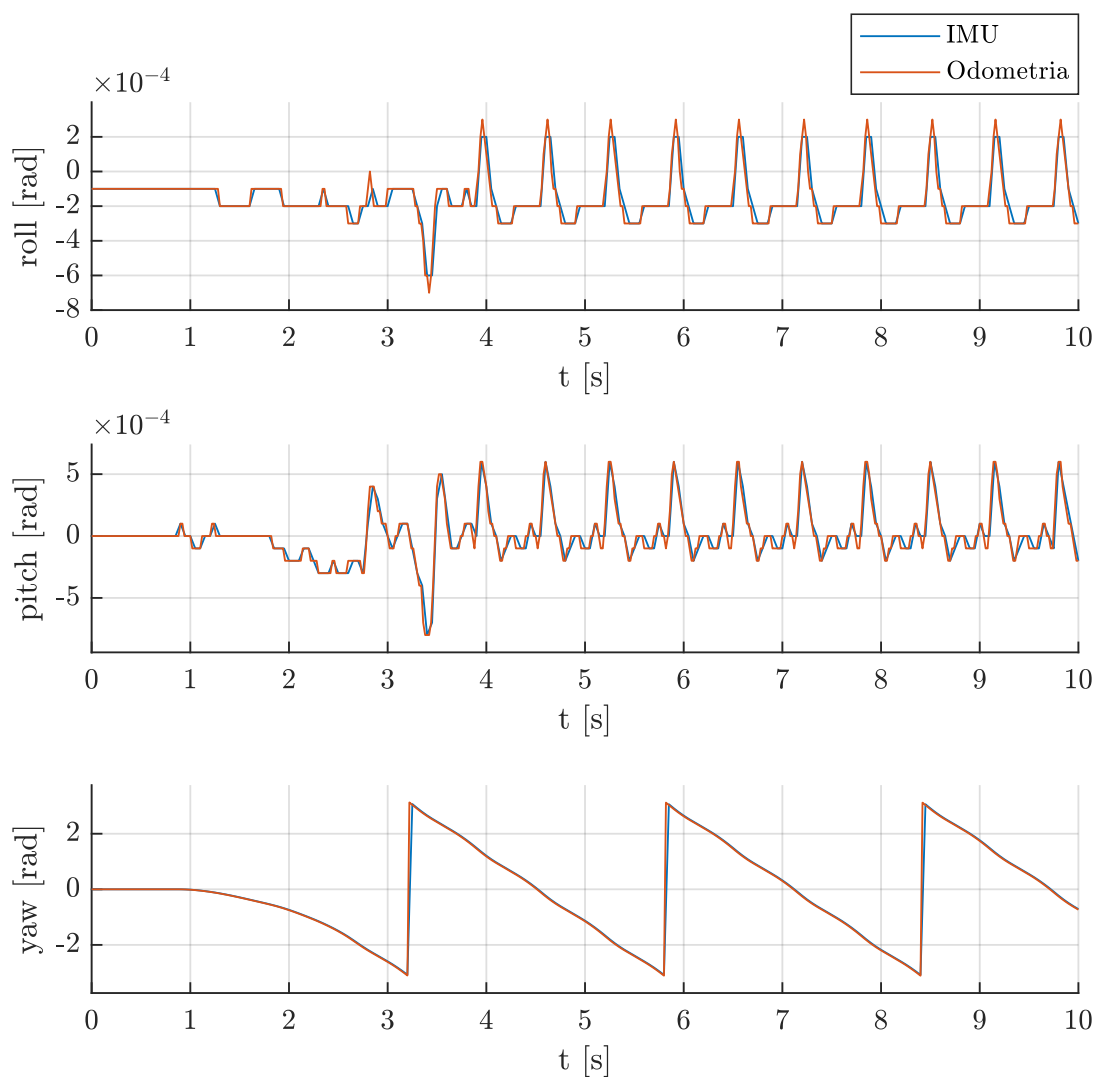 IMU
Odometria
×10⁻⁴
2
0
-2
-4
-6
-8
roll [rad]
0 1 2 3 4 5 6 7 8 9 10
t [s]
×10⁻⁴
5
0
-5
pitch [rad]
0 1 2 3 4 5 6 7 8 9 10
t [s]
2
0
-2
yaw [rad]
0 1 2 3 4 5 6 7 8 9 10
t [s]